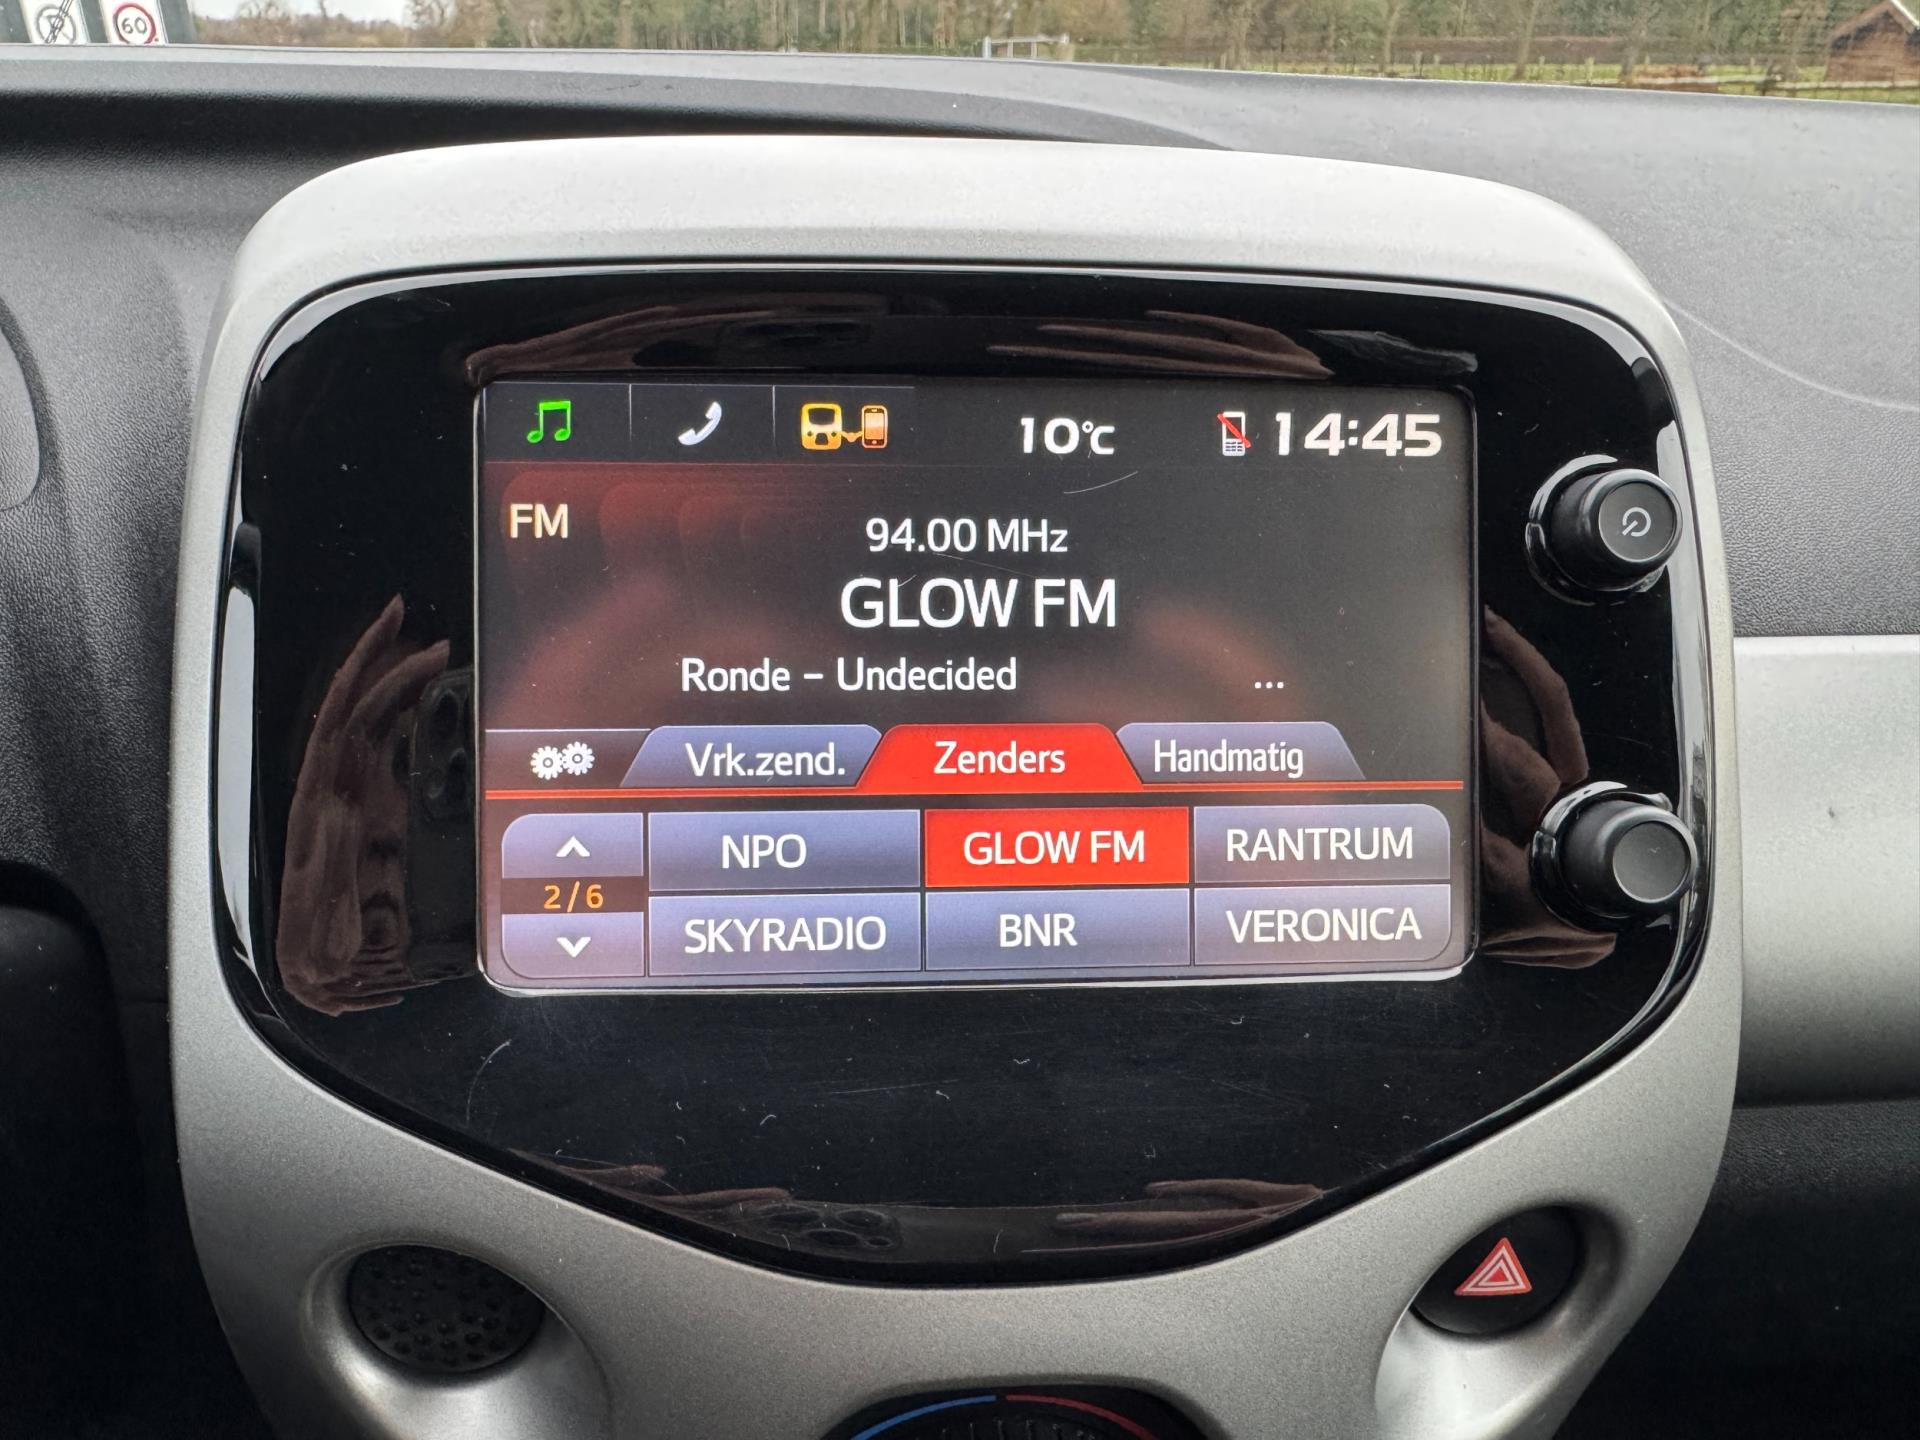 60
10°C 14:45
FM
94.00 MHz
GLOW FM
Ronde – Undecided ...
Vrk.zend. Zenders Handmatig
NPO GLOW FM RANTRUM
2/6
SKYRADIO BNR VERONICA